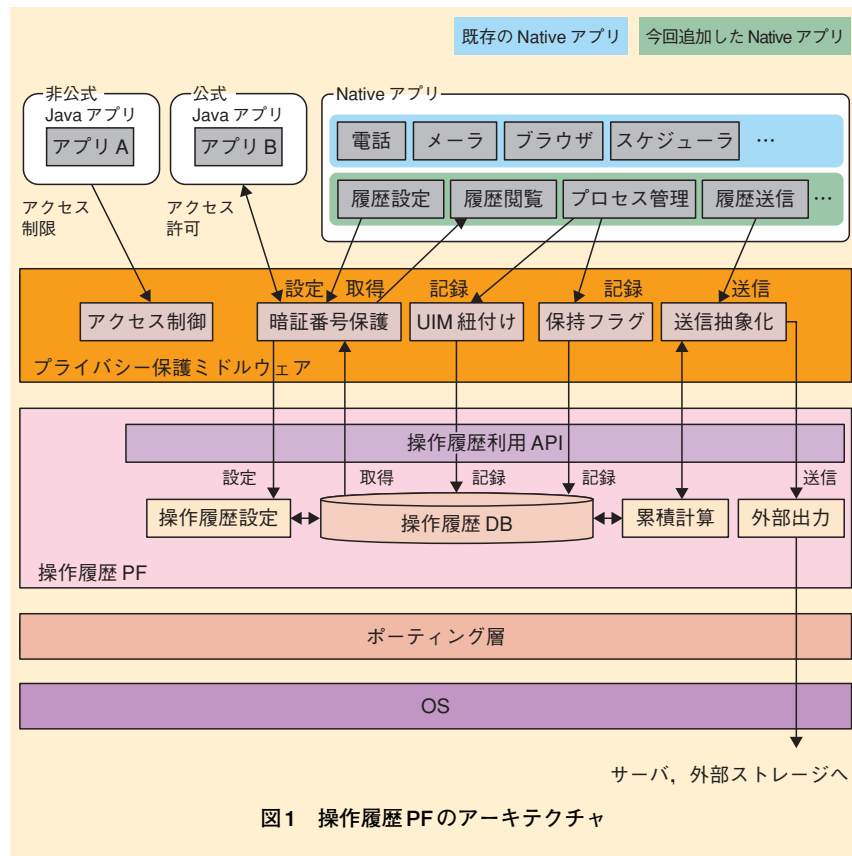 既存の Native アプリ
今回追加した Native アプリ
非公式
Java アプリ
アプリ A
公式
Java アプリ
アプリ B
Native アプリ
電話
メーラ
ブラウザ
スケジューラ
…
履歴設定
履歴閲覧
プロセス管理
履歴送信
…
アクセス
制限
アクセス
許可
設定
取得
記録
記録
送信
アクセス制御
暗証番号保護
UIM 紐付け
保持フラグ
送信抽象化
プライバシー保護ミドルウェア
操作履歴利用 API
設定
取得
記録
記録
送信
操作履歴設定
操作履歴 DB
累積計算
外部出力
操作履歴 PF
ポーティング層
OS
サーバ，外部ストレージへ
図1 操作履歴 PF のアーキテクチャ